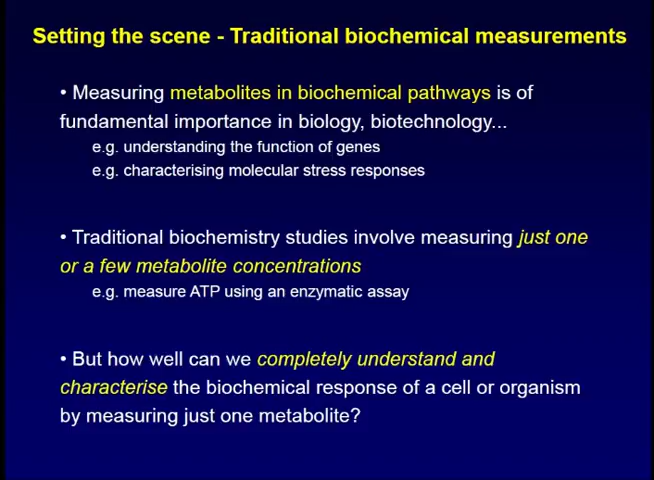 Setting the scene - Traditional biochemical measurements
• Measuring metabolites in biochemical pathways is of
fundamental importance in biology, biotechnology...
e.g. understanding the function of genes
e.g. characterising molecular stress responses
• Traditional biochemistry studies involve measuring just one
or a few metabolite concentrations
e.g. measure ATP using an enzymatic assay
• But how well can we completely understand and
characterise the biochemical response of a cell or organism
by measuring just one metabolite?